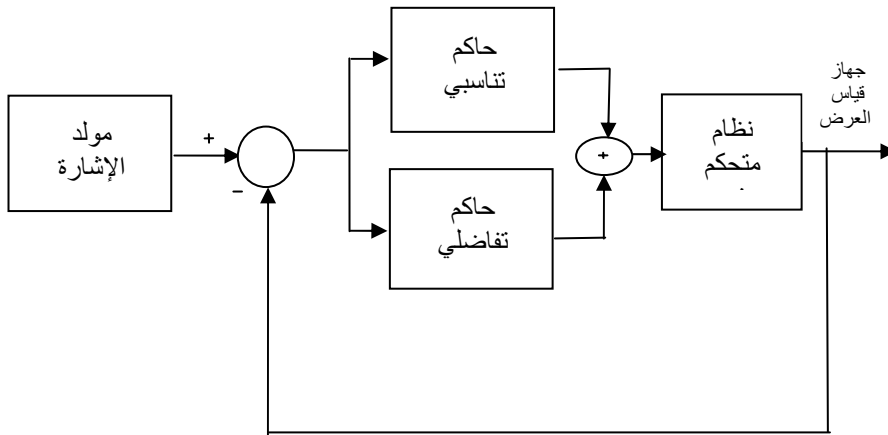 مولد
الإشارة
+
−
حاكم
تناسبي
حاكم
تفاضلي
+
نظام
متحكم
جهاز
قياس
العرض